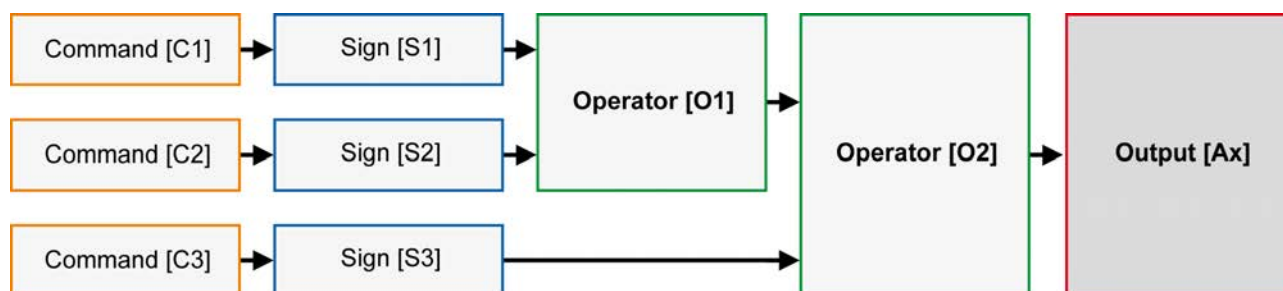 Command [C1]
Sign [S1]
Operator [O1]
Command [C2]
Sign [S2]
Operator [O2]
Output [Ax]
Command [C3]
Sign [S3]